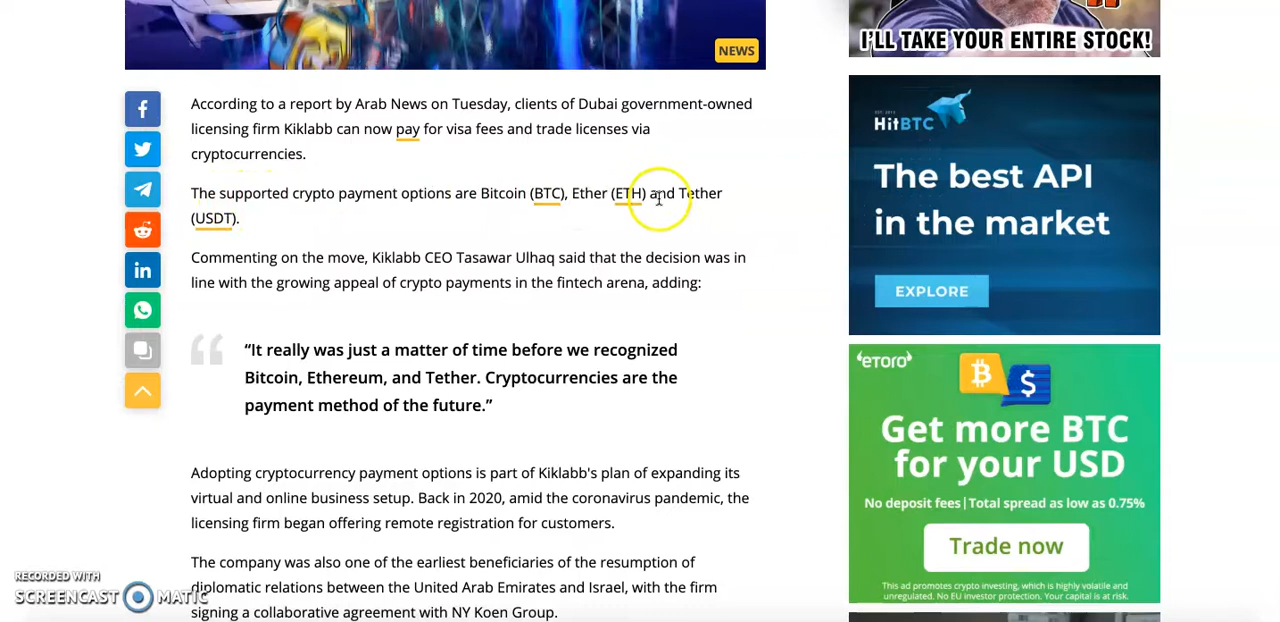 I'LL TAKE YOUR ENTIRE STOCK!
NEWS
According to a report by Arab News on Tuesday, clients of Dubai government-owned
licensing firm Kiklabb can now pay for visa fees and trade licenses via
cryptocurrencies.
The supported crypto payment options are Bitcoin (BTC), Ether (ETH) and Tether
(USDT).
Commenting on the move, Kiklabb CEO Tasawar Ulhaq said that the decision was in
line with the growing appeal of crypto payments in the fintech arena, adding:
“It really was just a matter of time before we recognized
Bitcoin, Ethereum, and Tether. Cryptocurrencies are the
payment method of the future.”
Adopting cryptocurrency payment options is part of Kiklabb's plan of expanding its
virtual and online business setup. Back in 2020, amid the coronavirus pandemic, the
licensing firm began offering remote registration for customers.
The company was also one of the earliest beneficiaries of the resumption of
diplomatic relations between the United Arab Emirates and Israel, with the firm
signing a collaborative agreement with NY Koen Group.
HitBTC
The best API
in the market
EXPLORE
eToro
Get more BTC
for your USD
No deposit fees | Total spread as low as 0.75%
Trade now
This ad promotes crypto investing, which is highly volatile and
unregulated. No EU investor protection. Your capital is at risk.
RECORDED WITH
SCREENCAST MATIC